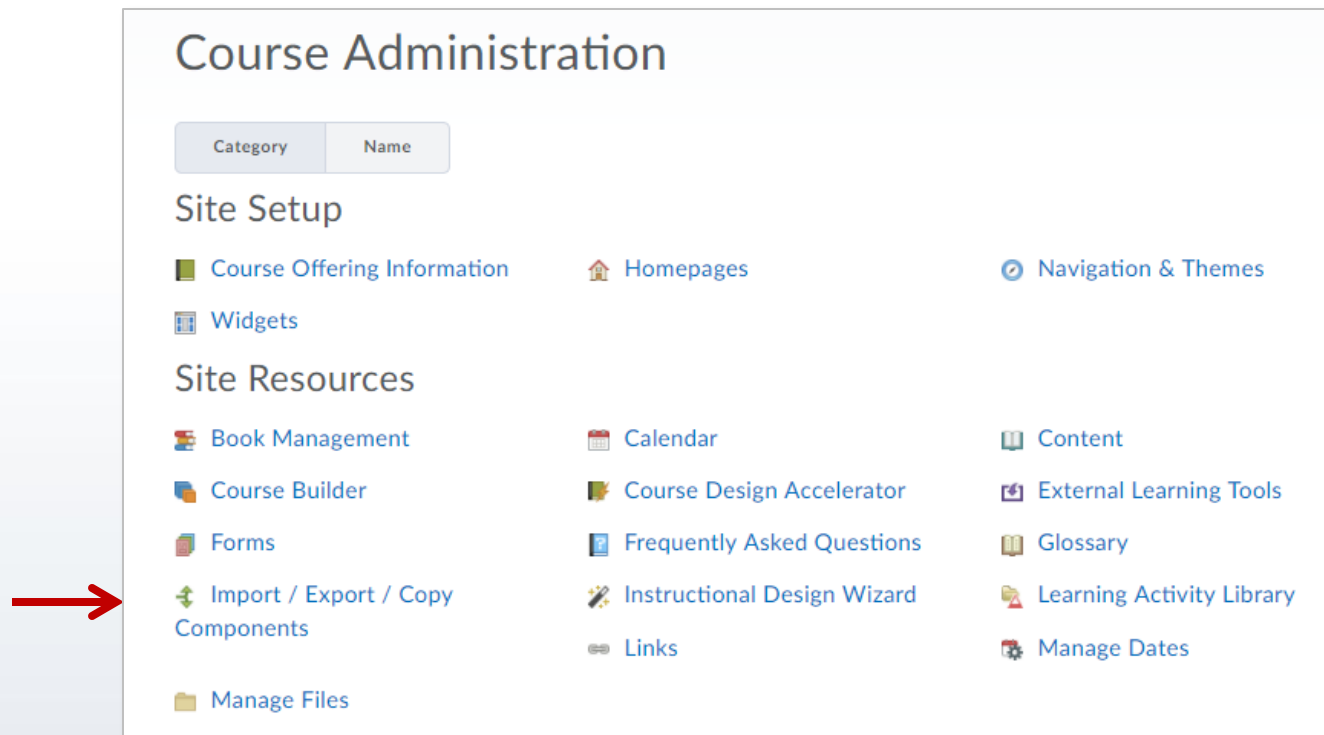 Course Administration
Category Name
Site Setup
Course Offering Information Homepages Navigation & Themes
Widgets
Site Resources
Book Management Calendar Content
Course Builder Course Design Accelerator External Learning Tools
Forms Frequently Asked Questions Glossary
Import / Export / Copy Instructional Design Wizard Learning Activity Library
Components
Links Manage Dates
Manage Files